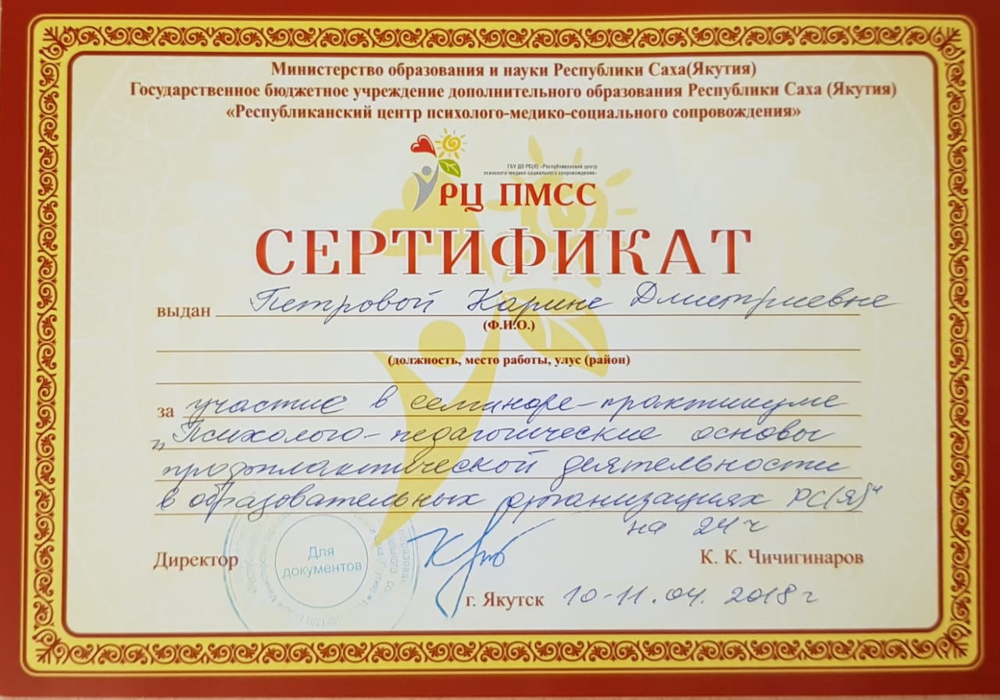 Министерство образования и науки Республики Саха(Якутия)
Государственное бюджетное учреждение дополнительного образования Республики Саха (Якутия)
«Республиканский центр психолого-медико-социального сопровождения»
ГБУ ДО РС(Я) «Республиканский центр
психолого-медико-социального сопровождения»
РЦ ПМСС
СЕРТИФИКАТ
выдан Петровой Карине Дмитриевне
(Ф.И.О.)
(должность, место работы, улус (район)
за участие в семинаре-практикуме
„Психолого-педагогические основы
профилактической деятельности
в образовательных организациях РС(Я)“
на 24 ч
Для
документов
Директор К. К. Чичигинаров
г. Якутск 10-11.04. 2018 г